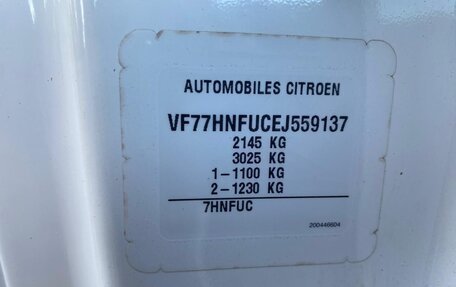 AUTOMOBILES CITROEN
VF77HNFUCEJ559137
2145 KG
3025 KG
1-1100 KG
2-1230 KG
7HNFUC
200446604